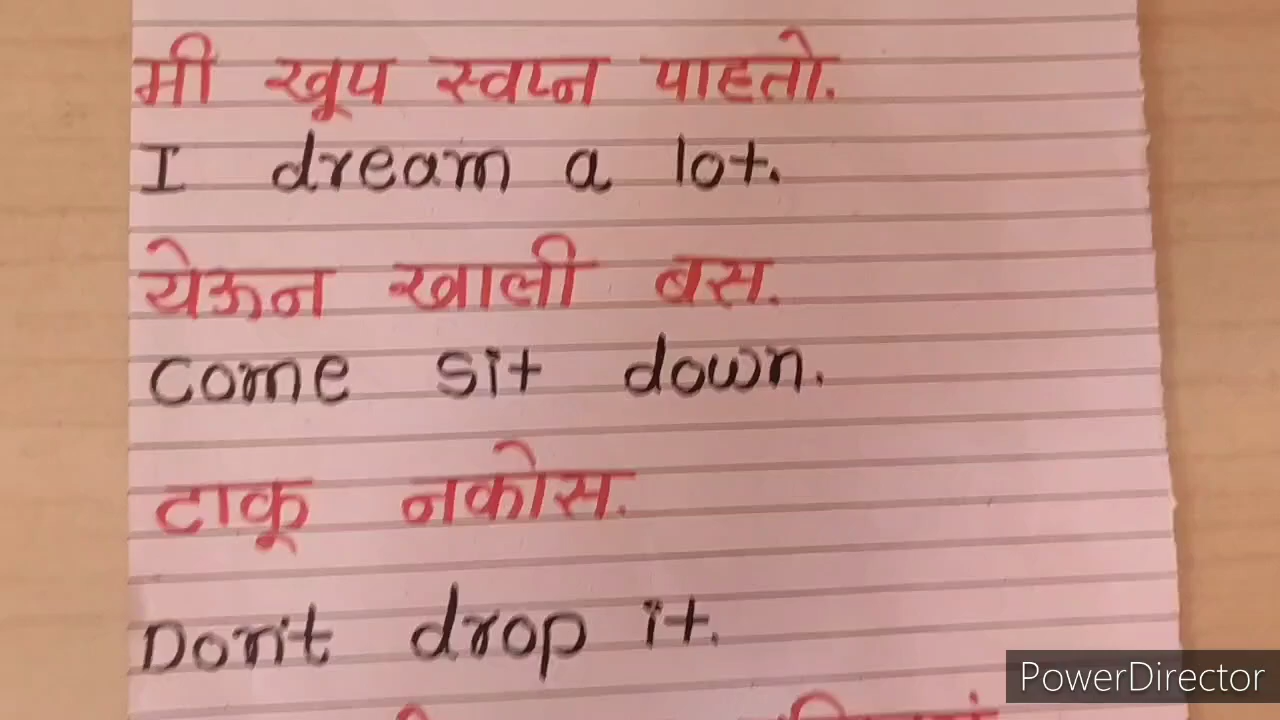 मी खूप स्वप्न पाहतो.
I dream a lot.
येऊन खाली बस.
Come sit down.
टाकू नकोस.
Don't drop it.
PowerDirector